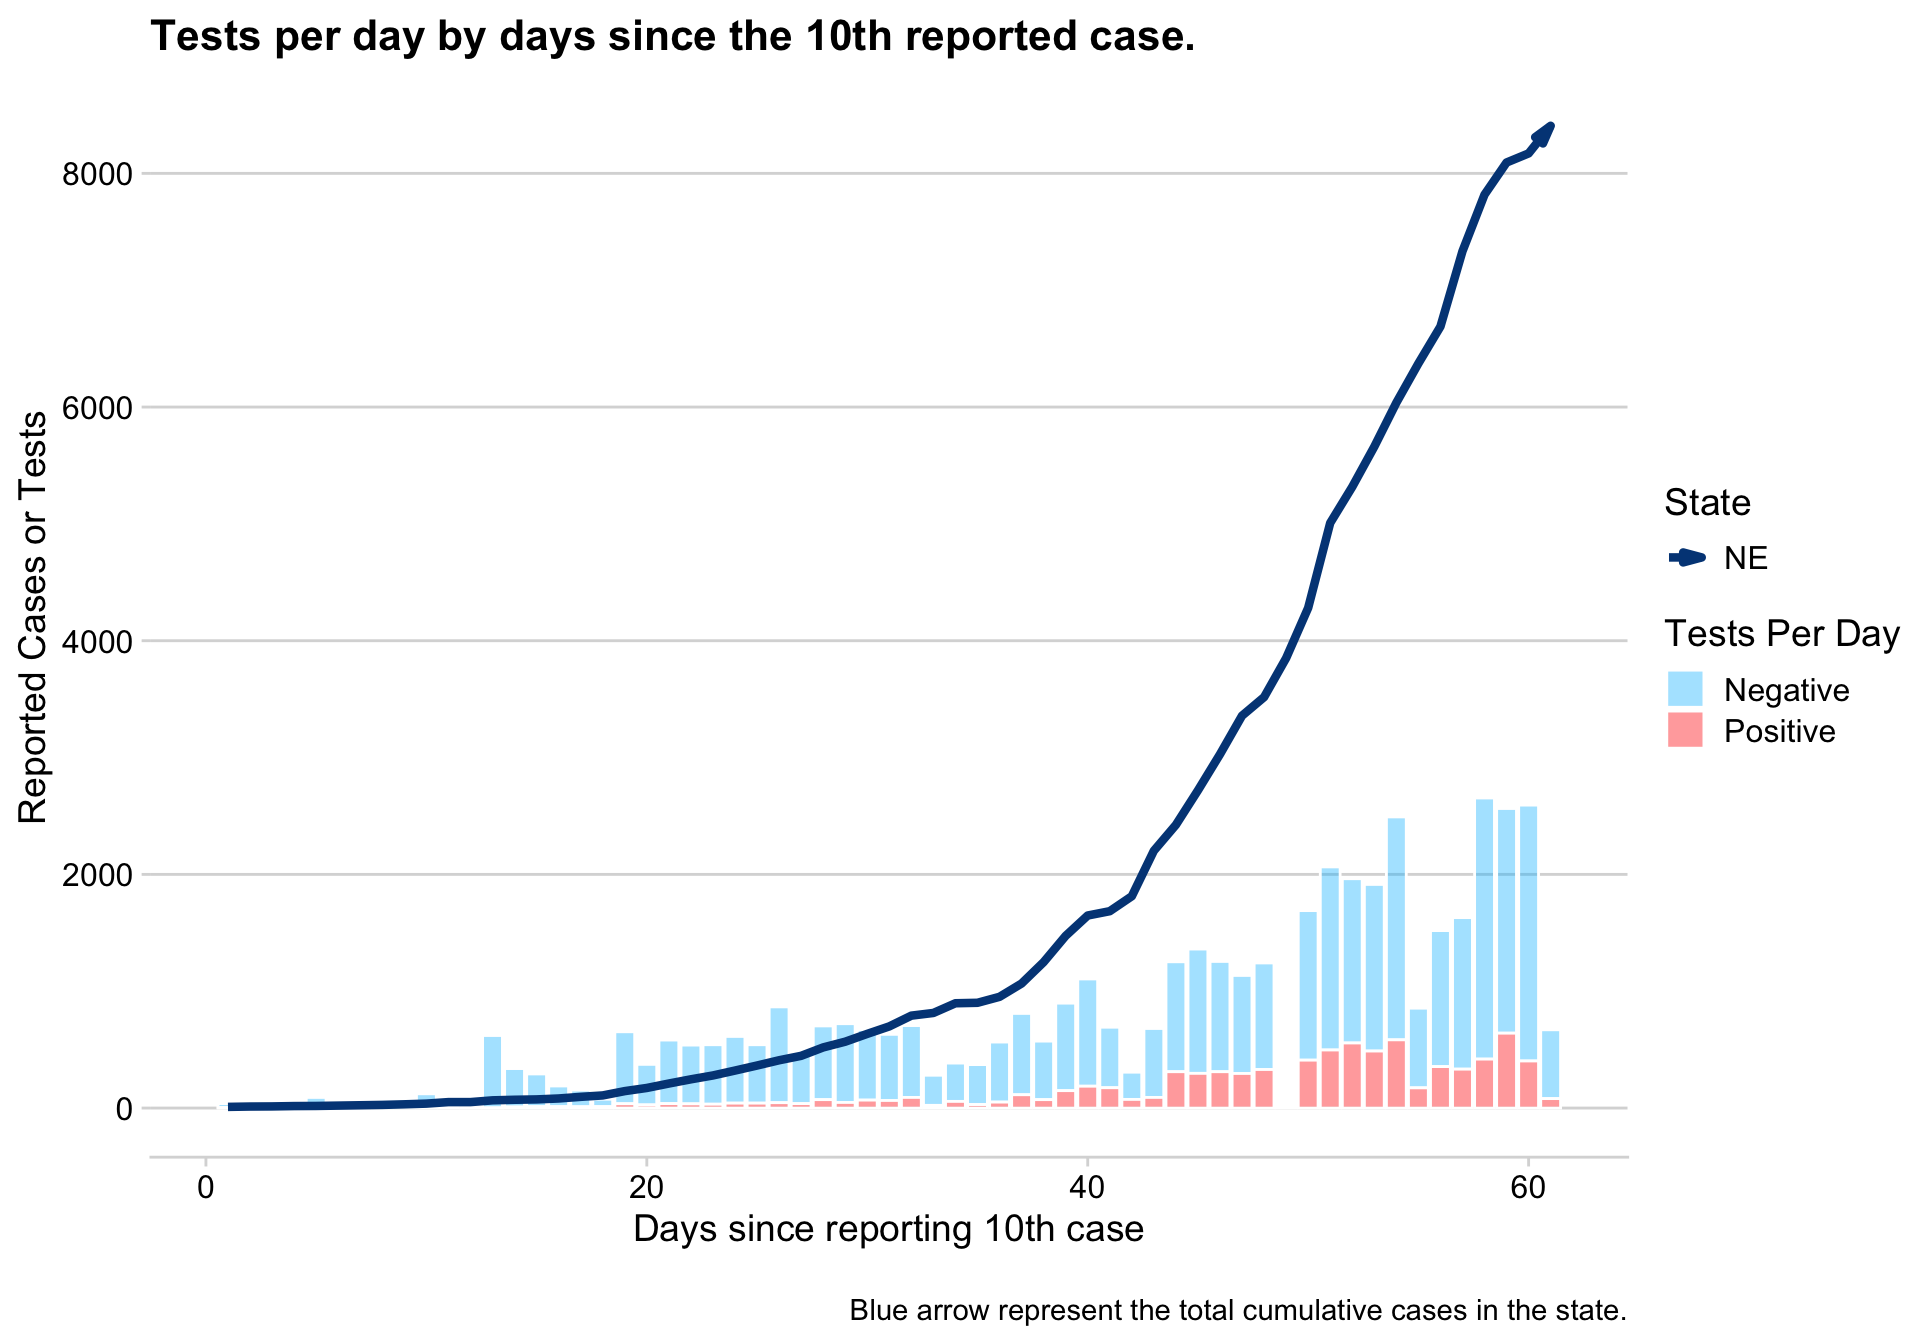 Tests per day by days since the 10th reported case.
8000
6000
4000
2000
0
Reported Cases or Tests
0 20 40 60
Days since reporting 10th case
State
NE
Tests Per Day
Negative
Positive
Blue arrow represent the total cumulative cases in the state.